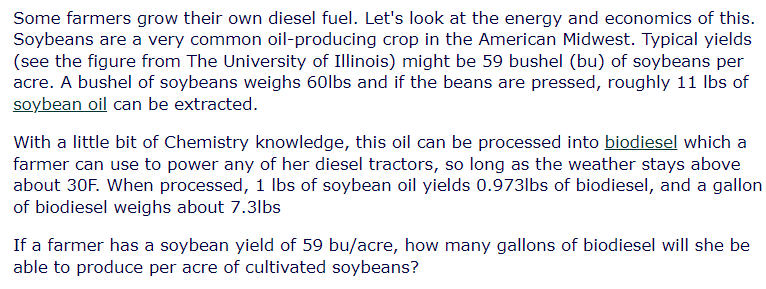 Some farmers grow their own diesel fuel. Let's look at the energy and economics of this.
Soybeans are a very common oil-producing crop in the American Midwest. Typical yields
(see the figure from The University of Illinois) might be 59 bushel (bu) of soybeans per
acre. A bushel of soybeans weighs 60lbs and if the beans are pressed, roughly 11 lbs of
soybean oil can be extracted.
With a little bit of Chemistry knowledge, this oil can be processed into biodiesel which a
farmer can use to power any of her diesel tractors, so long as the weather stays above
about 30F. When processed, 1 lbs of soybean oil yields 0.973lbs of biodiesel, and a gallon
of biodiesel weighs about 7.3lbs
If a farmer has a soybean yield of 59 bu/acre, how many gallons of biodiesel will she be
able to produce per acre of cultivated soybeans?